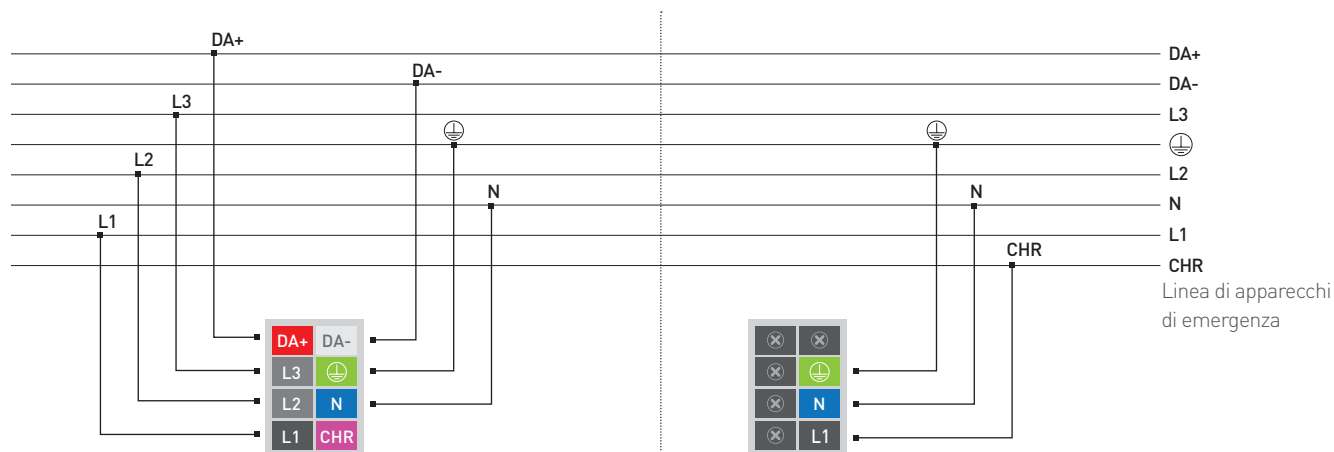 DA+
DA+
DA-
DA-
L3
L3
L2
L2
N
N
N
L1
L1
CHR
CHR
Linea di apparecchi
di emergenza
DA+ DA-
L3
L2 N
N
L1 CHR
L1